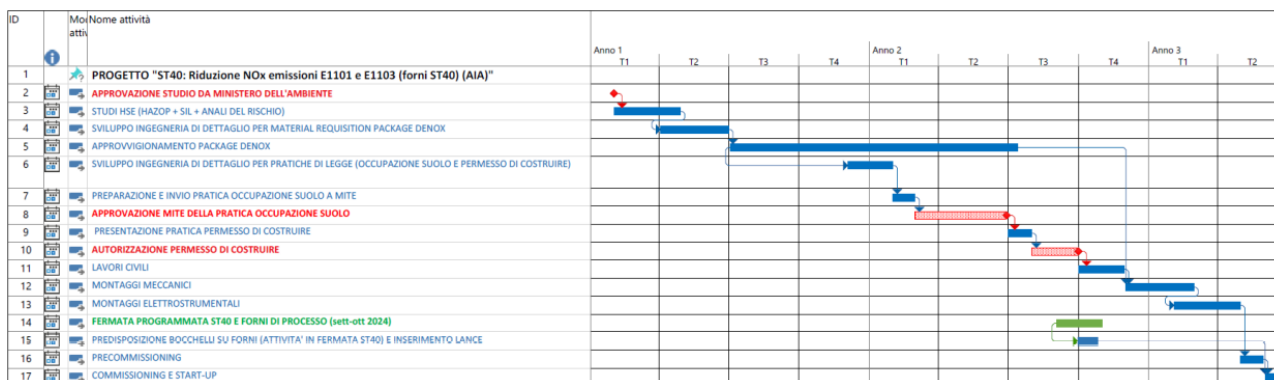 ID
Mo Nome attività
attiv
Anno 1 Anno 2 Anno 3
T1 T2 T3 T4 T1 T2 T3 T4 T1 T2
1 PROGETTO "ST40: Riduzione NOx emissioni E1101 e E1103 (forni ST40) (AIA)"
2 APPROVAZIONE STUDIO DA MINISTERO DELL'AMBIENTE
3 STUDI HSE (HAZOP + SIL + ANALI DEL RISCHIO)
4 SVILUPPO INGEGNERIA DI DETTAGLIO PER MATERIAL REQUISITION PACKAGE DENOX
5 APPROVVIGIONAMENTO PACKAGE DENOX
6 SVILUPPO INGEGNERIA DI DETTAGLIO PER PRATICHE DI LEGGE (OCCUPAZIONE SUOLO E PERMESSO DI COSTRUIRE)
7 PREPARAZIONE E INVIO PRATICA OCCUPAZIONE SUOLO A MITE
8 APPROVAZIONE MITE DELLA PRATICA OCCUPAZIONE SUOLO
9 PRESENTAZIONE PRATICA PERMESSO DI COSTRUIRE
10 AUTORIZZAZIONE PERMESSO DI COSTRUIRE
11 LAVORI CIVILI
12 MONTAGGI MECCANICI
13 MONTAGGI ELETTROSTRUMENTALI
14 FERMATA PROGRAMMATA ST40 E FORNI DI PROCESSO (sett-ott 2024)
15 PREDISPOSIZIONE BOCCHELLI SU FORNI (ATTIVITA' IN FERMATA ST40) E INSERIMENTO LANCE
16 PRECOMMISSIONING
17 COMMISSIONING E START-UP